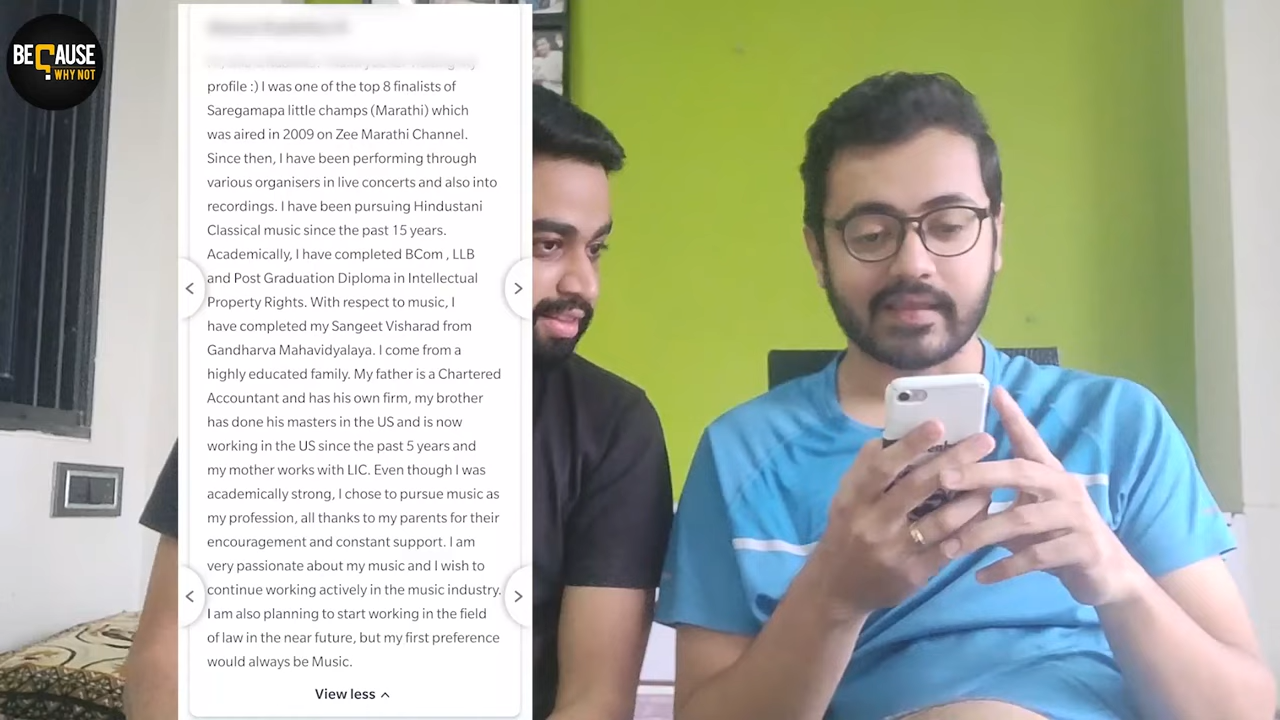 BECAUSE
WHY NOT
profile :) I was one of the top 8 finalists of
Saregamapa little champs (Marathi) which
was aired in 2009 on Zee Marathi Channel.
Since then, I have been performing through
various organisers in live concerts and also into
recordings. I have been pursuing Hindustani
Classical music since the past 15 years.
Academically, I have completed BCom , LLB
and Post Graduation Diploma in Intellectual
Property Rights. With respect to music, I
have completed my Sangeet Visharad from
Gandharva Mahavidyalaya. I come from a
highly educated family. My father is a Chartered
Accountant and has his own firm, my brother
has done his masters in the US and is now
working in the US since the past 5 years and
my mother works with LIC. Even though I was
academically strong, I chose to pursue music as
my profession, all thanks to my parents for their
encouragement and constant support. I am
very passionate about my music and I wish to
continue working actively in the music industry.
I am also planning to start working in the field
of law in the near future, but my first preference
would always be Music.
View less